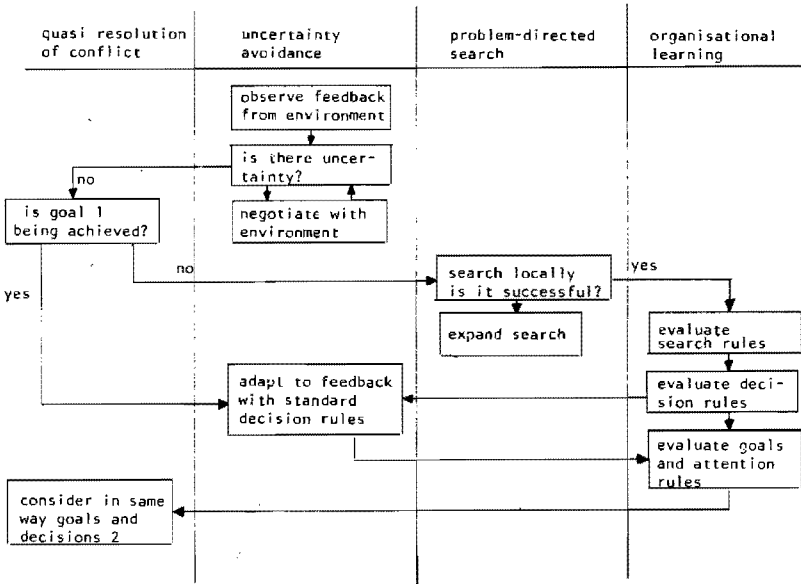 quasi resolution
of conflict
uncertainty
avoidance
problem-directed
search
organisational
learning
observe feedback
from environment
is there uncer-
tainty?
no
negotiate with
environment
is goal 1
being achieved?
no
yes
search locally
is it successful?
yes
expand search
evaluate
search rules
adapt to feedback
with standard
decision rules
evaluate deci-
sion rules
evaluate goals
and attention
rules
consider in same
way goals and
decisions 2